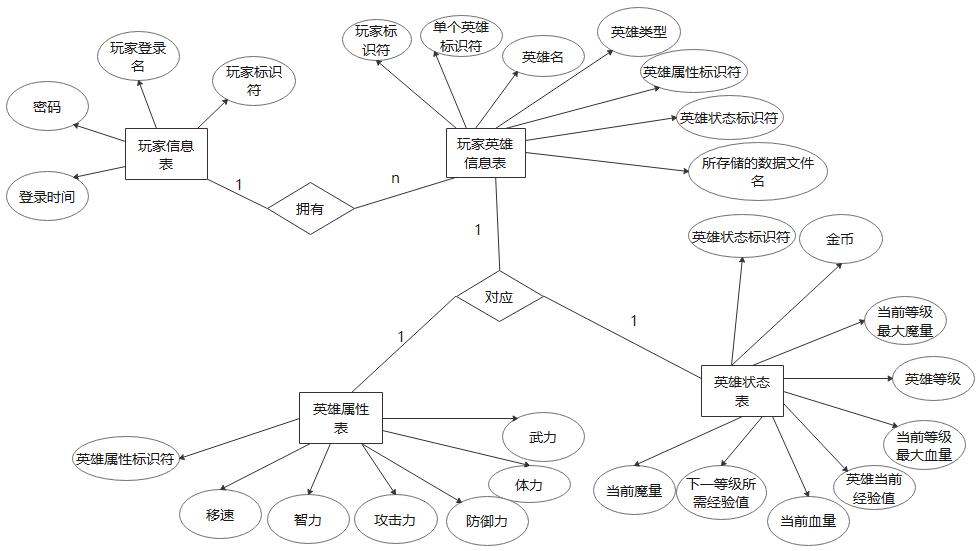 玩家登录
名
玩家标识
符
密码
登录时间
玩家信息
表
1
拥有
n
玩家标
识符
单个英雄
标识符
英雄名
英雄类型
英雄属性标识符
英雄状态标识符
所存储的数据文件
名
玩家英雄
信息表
1
对应
1
1
英雄状态标识符
金币
当前等级
最大魔量
英雄等级
当前等级
最大血量
英雄当前
经验值
当前血量
下一等级所
需经验值
当前魔量
英雄状态
表
英雄属性
表
英雄属性标识符
移速
智力
攻击力
防御力
体力
武力